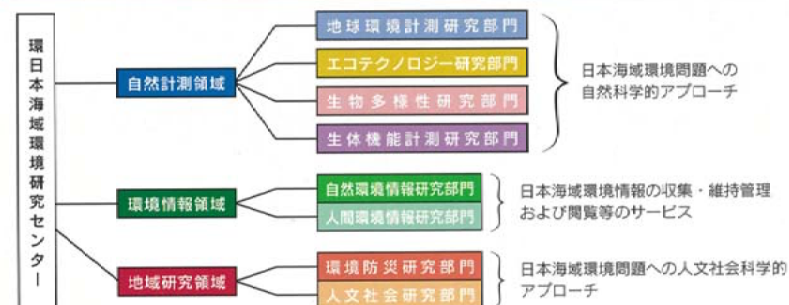 環日本海域環境研究センター
自然計測領域
地球環境計測研究部門
エコテクノロジー研究部門
生物多様性研究部門
生体機能計測研究部門
日本海域環境問題への
自然科学的アプローチ
環境情報領域
自然環境情報研究部門
人間環境情報研究部門
日本海域環境情報の収集・維持管理
および閲覧等のサービス
地域研究領域
環境防災研究部門
人文社会研究部門
日本海域環境問題への人文社会科学的
アプローチ